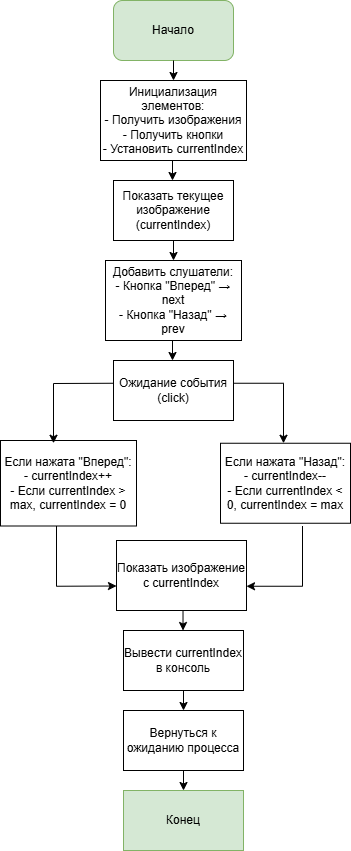 Начало
Инициализация
элементов:
- Получить изображения
- Получить кнопки
- Установить currentIndex
Показать текущее
изображение
(currentIndex)
Добавить слушатели:
- Кнопка "Вперед" →
next
- Кнопка "Назад" →
prev
Ожидание события
(click)
Если нажата "Вперед":
- currentIndex++
- Если currentIndex >
max, currentIndex = 0
Если нажата "Назад":
- currentIndex--
- Если currentIndex <
0, currentIndex = max
Показать изображение
с currentIndex
Вывести currentIndex
в консоль
Вернуться к
ожиданию процесса
Конец